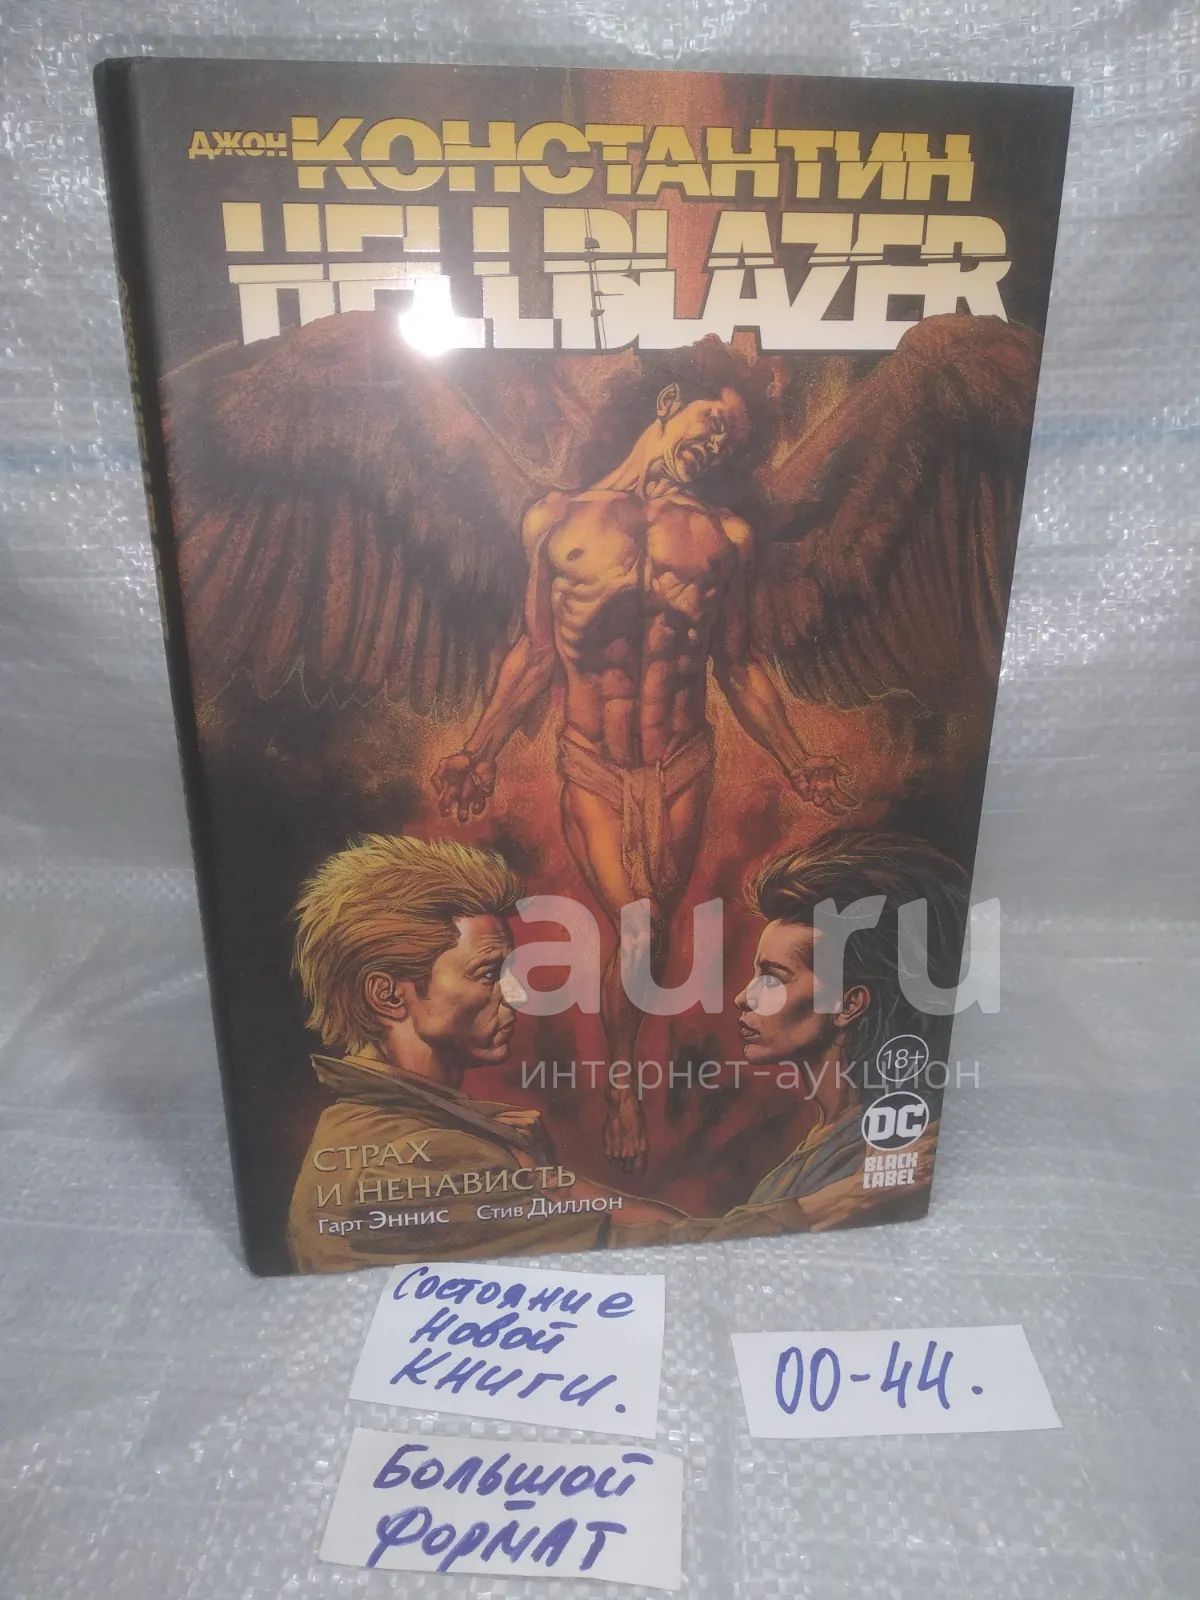 ДЖОН КОНСТАНТИН
HELLBLAZER
au.ru
интернет-аукцион
18+
DC
BLACK
LABEL
СТРАХ
И НЕНАВИСТЬ
Гарт Эннис Стив Диллон
Состояние
новой
книги.
00-44.
Большой
формат